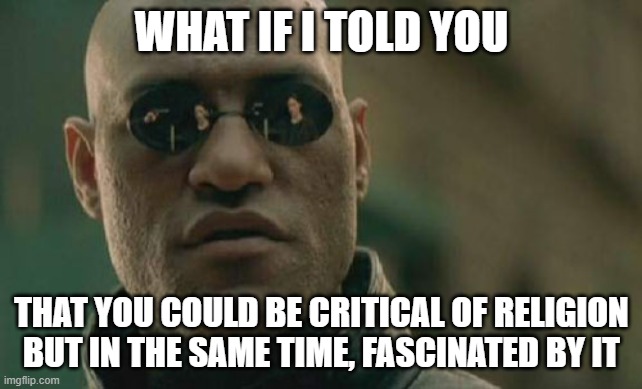 WHAT IF I TOLD YOU
THAT YOU COULD BE CRITICAL OF RELIGION
BUT IN THE SAME TIME, FASCINATED BY IT
imgflip.com